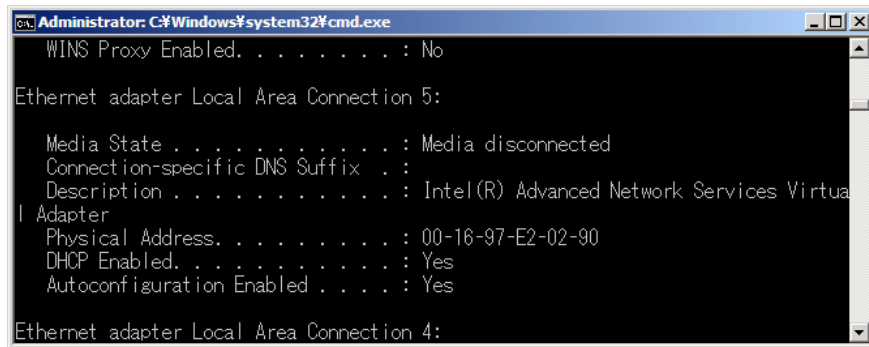 Administrator: C:¥Windows¥system32¥cmd.exe
WINS Proxy Enabled. . . . . . . . : No
Ethernet adapter Local Area Connection 5:
Media State . . . . . . . . . . . : Media disconnected
Connection-specific DNS Suffix  . :
Description . . . . . . . . . . . : Intel(R) Advanced Network Services Virtua
l Adapter
Physical Address. . . . . . . . . : 00-16-97-E2-02-90
DHCP Enabled. . . . . . . . . . . : Yes
Autoconfiguration Enabled . . . . : Yes
Ethernet adapter Local Area Connection 4: